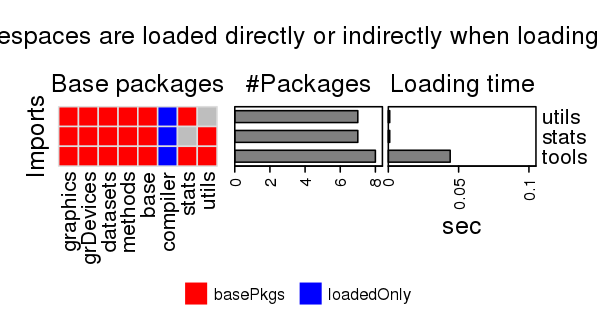 espaces are loaded directly or indirectly when loading
Base packages #Packages Loading time
Imports
utils
stats
tools
graphics
grDevices
datasets
methods
base
compiler
stats
utils
0 2 4 6 8
0 0.05 0.1
sec
basePkgs loadedOnly